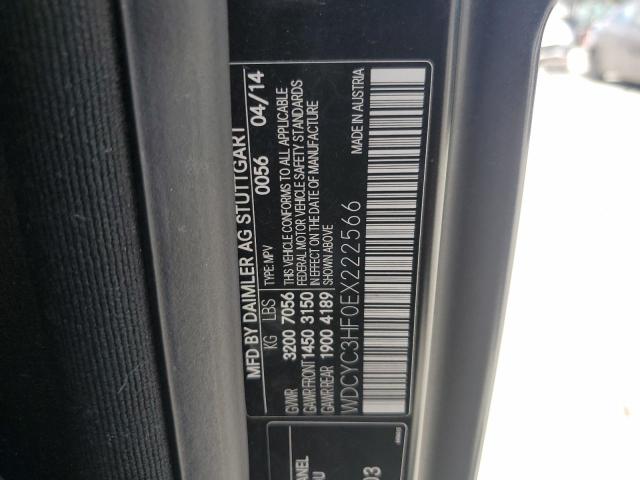 MFD BY DAIMLER AG STUTTGART
0056 04/14
KG LBS TYPE: MPV
GVWR 3200 7056 THIS VEHICLE CONFORMS TO ALL APPLICABLE
GAWR FRONT 1450 3150 FEDERAL MOTOR VEHICLE SAFETY STANDARDS
IN EFFECT ON THE DATE OF MANUFACTURE
GAWR REAR 1900 4189 SHOWN ABOVE
WDCYC3HF0EX222566
MADE IN AUSTRIA
ANEL
03